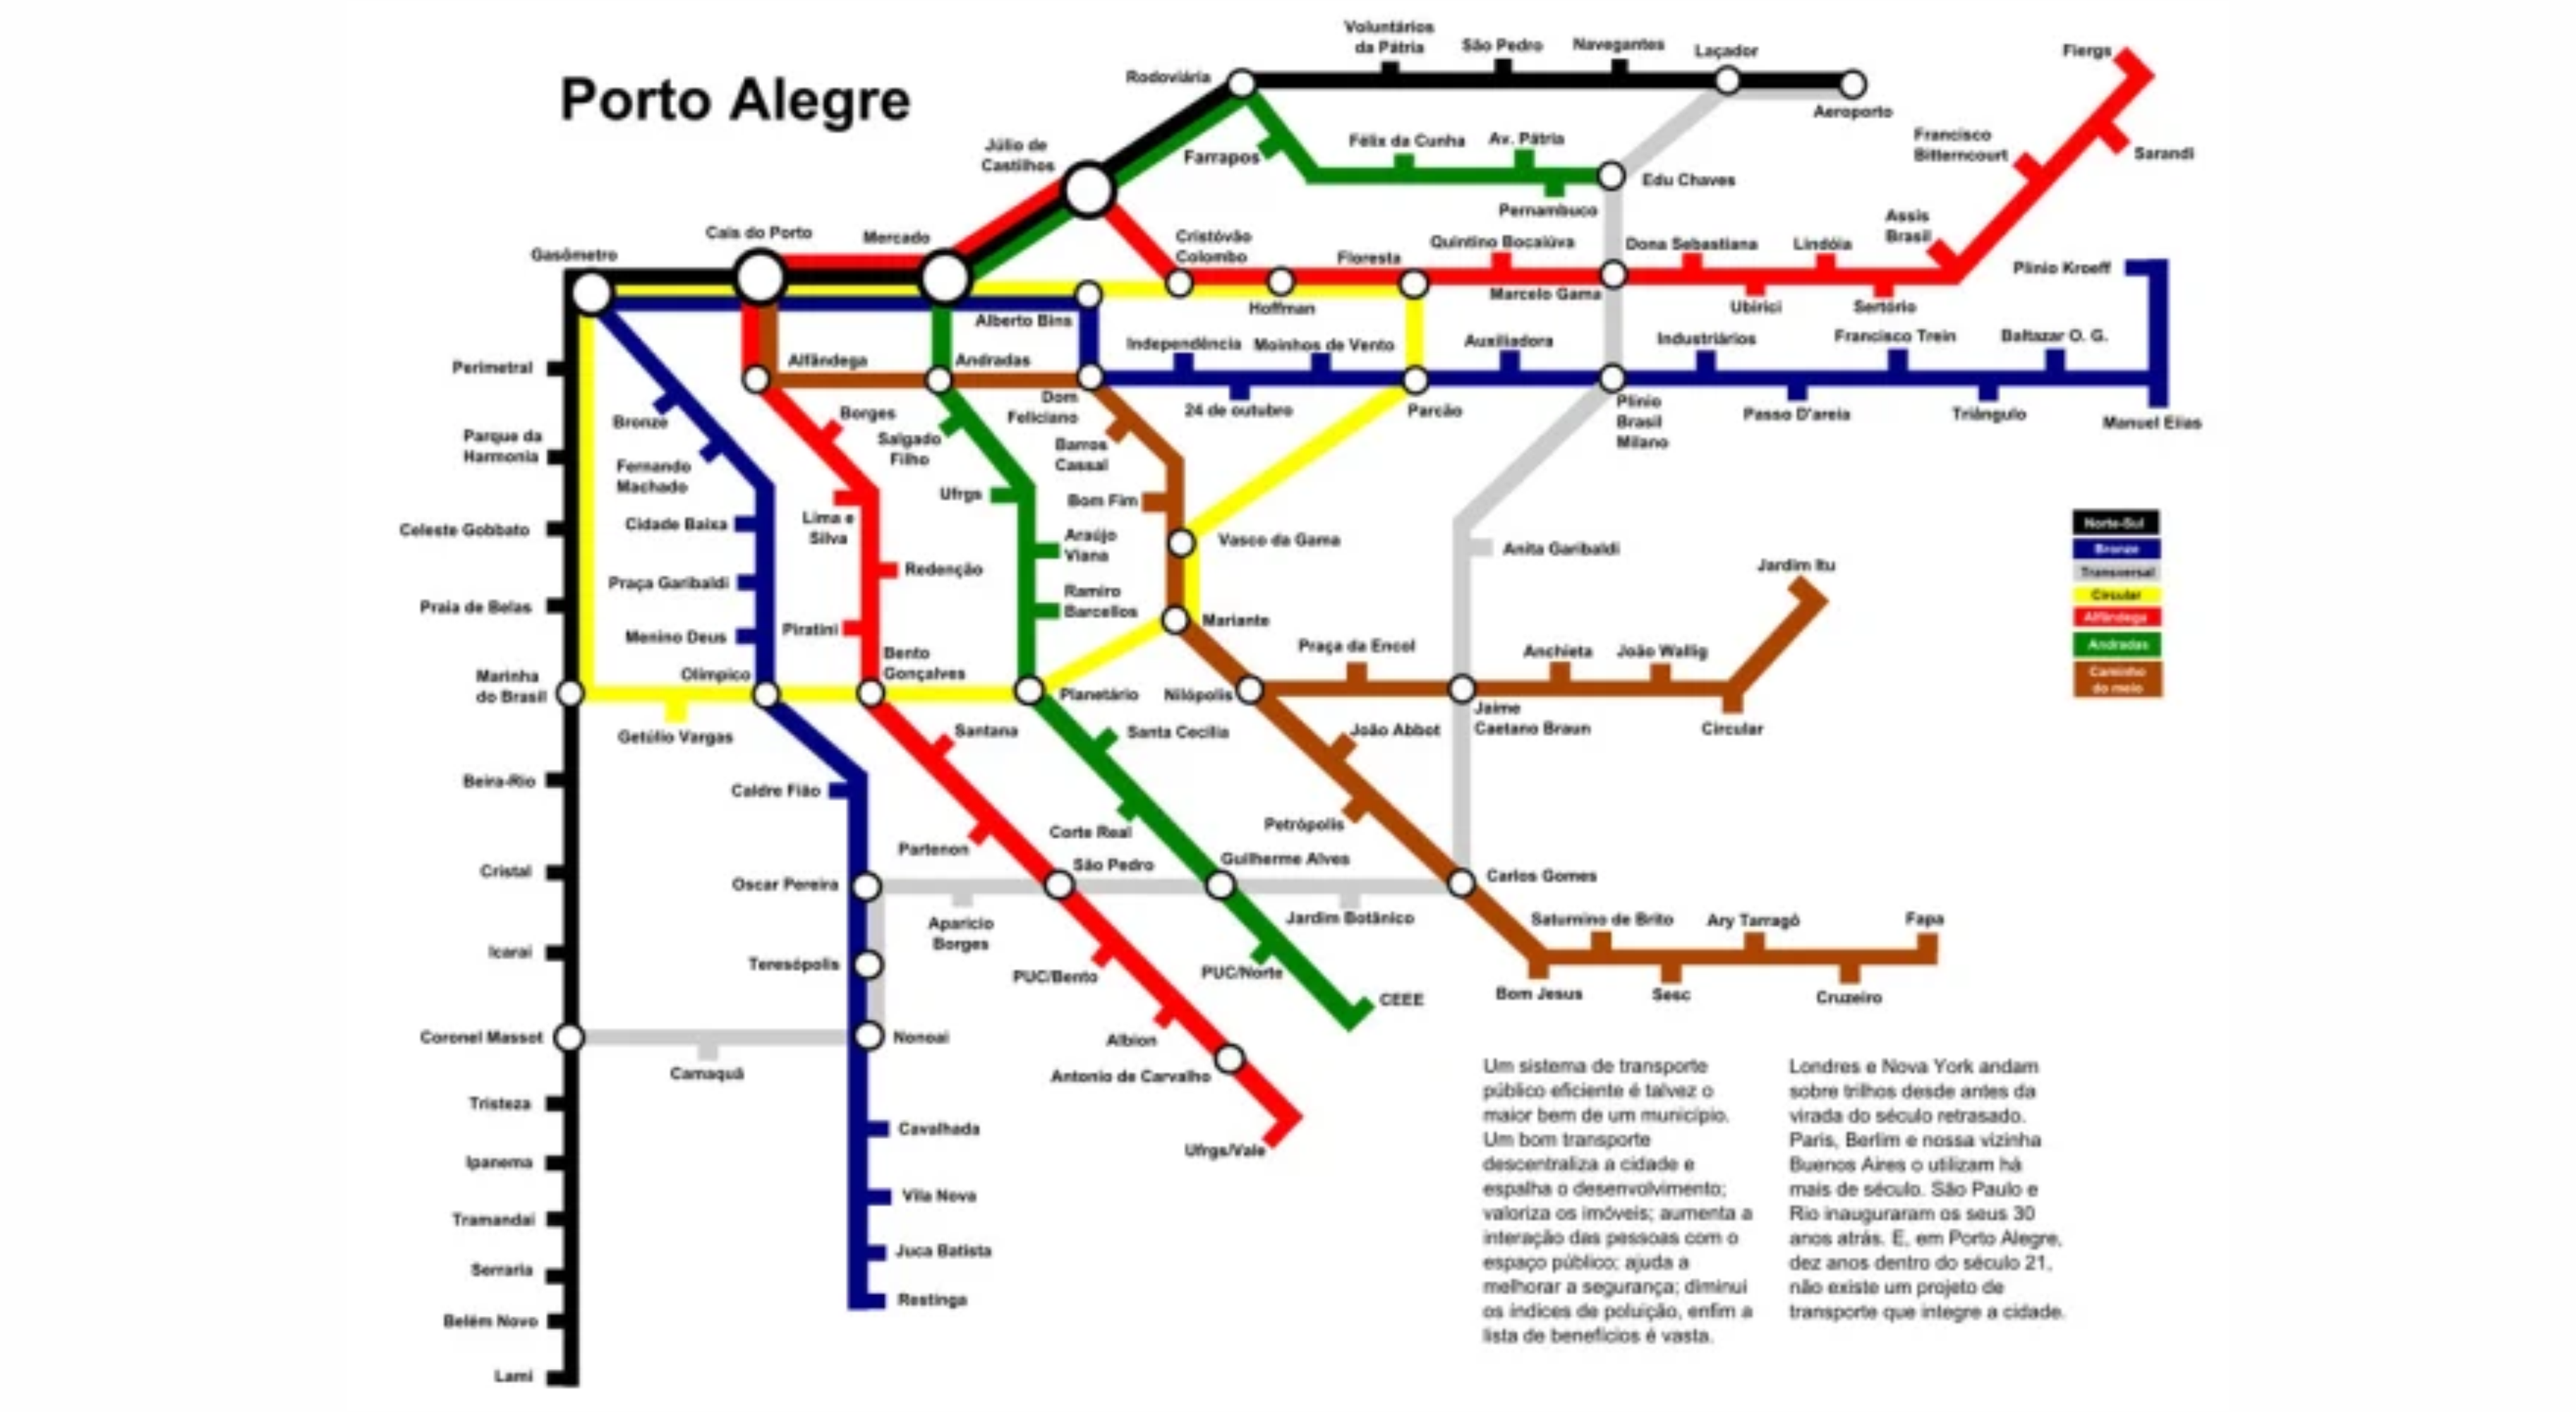 Porto Alegre
Voluntários
da Pátria
São Pedro
Navegantes
Laçador
Rodoviária
Aeroporto
Fiergs
Sarandi
Francisco
Bitterncourt
Assis
Brasil
Júlio de
Castilhos
Farrapos
Félix da Cunha
Av. Pátria
Pernambuco
Edu Chaves
Gasômetro
Cais do Porto
Mercado
Cristóvão
Colombo
Hoffman
Floresta
Quintino Bocaiúva
Marcelo Gama
Dona Sebastiana
Ubirici
Lindóia
Sertório
Plinio Kroeff
Alberto Bins
Alfândega
Andradas
Dom
Feliciano
Independência
24 de outubro
Moinhos de Vento
Parcão
Auxiliadora
Plínio
Brasil
Milano
Industriários
Passo D'areia
Francisco Trein
Triângulo
Baltazar O. G.
Manuel Elias
Perimetral
Parque da
Harmonia
Celeste Gobbato
Praia de Belas
Marinha
do Brasil
Beira-Rio
Cristal
Icaraí
Coronel Massot
Tristeza
Ipanema
Tramandaí
Serraria
Belém Novo
Lami
Bronze
Fernando
Machado
Cidade Baixa
Praça Garibaldi
Menino Deus
Olímpico
Getúlio Vargas
Caldre Fião
Oscar Pereira
Teresópolis
Nonoai
Camaquã
Cavalhada
Vila Nova
Juca Batista
Restinga
Borges
Lima e
Silva
Redenção
Piratini
Bento
Gonçalves
Santana
Partenon
São Pedro
Aparício
Borges
PUC/Bento
Albion
Antonio de Carvalho
Ufrgs/Vale
Salgado
Filho
Ufrgs
Araújo
Viana
Ramiro
Barcellos
Planetário
Santa Cecília
Corte Real
Guilherme Alves
Jardim Botânico
PUC/Norte
CEEE
Barros
Cassal
Bom Fim
Vasco da Gama
Mariante
Nilópolis
Praça da Encol
Jaime
Caetano Braun
Anchieta
João Wallig
Circular
Jardim Itu
João Abbot
Petrópolis
Carlos Gomes
Bom Jesus
Saturnino de Brito
Sesc
Ary Tarragô
Cruzeiro
Fapa
Anita Garibaldi
Norte-Sul
Bronze
Transversal
Circular
Alfândega
Andradas
Caminho
do meio
Um sistema de transporte
público eficiente é talvez o
maior bem de um município.
Um bom transporte
descentraliza a cidade e
espalha o desenvolvimento;
valoriza os imóveis; aumenta a
interação das pessoas com o
espaço público; ajuda a
melhorar a segurança; diminui
os índices de poluição, enfim a
lista de benefícios é vasta.
Londres e Nova York andam
sobre trilhos desde antes da
virada do século retrasado.
Paris, Berlim e nossa vizinha
Buenos Aires o utilizam há
mais de século. São Paulo e
Rio inauguraram os seus 30
anos atrás. E, em Porto Alegre,
dez anos dentro do século 21,
não existe um projeto de
transporte que integre a cidade.